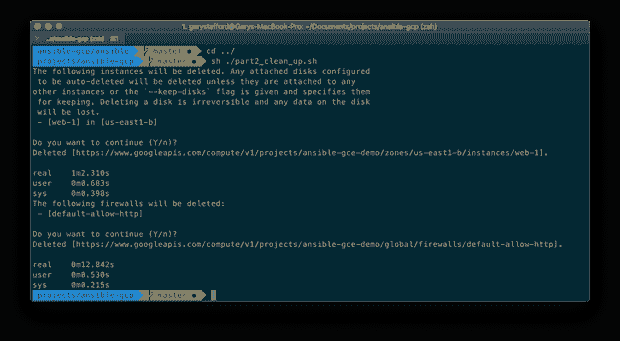 1. garystafford@Garys-MacBook-Pro: ~/Documents/projects/ansible-gcp (zsh)
ansible-gcp/ansible master ● cd ../
projects/ansible-gcp master ● sh ./part2_clean_up.sh
The following instances will be deleted. Any attached disks configured
to be auto-deleted will be deleted unless they are attached to any
other instances or the `--keep-disks` flag is given and specifies them
for keeping. Deleting a disk is irreversible and any data on the disk
will be lost.
- [web-1] in [us-east1-b]
Do you want to continue (Y/n)?
Deleted [https://www.googleapis.com/compute/v1/projects/ansible-gce-demo/zones/us-east1-b/instances/web-1].
real 1m2.310s
user 0m0.683s
sys 0m0.398s
The following firewalls will be deleted:
- [default-allow-http]
Do you want to continue (Y/n)?
Deleted [https://www.googleapis.com/compute/v1/projects/ansible-gce-demo/global/firewalls/default-allow-http].
real 0m12.842s
user 0m0.530s
sys 0m0.215s
projects/ansible-gcp master ●